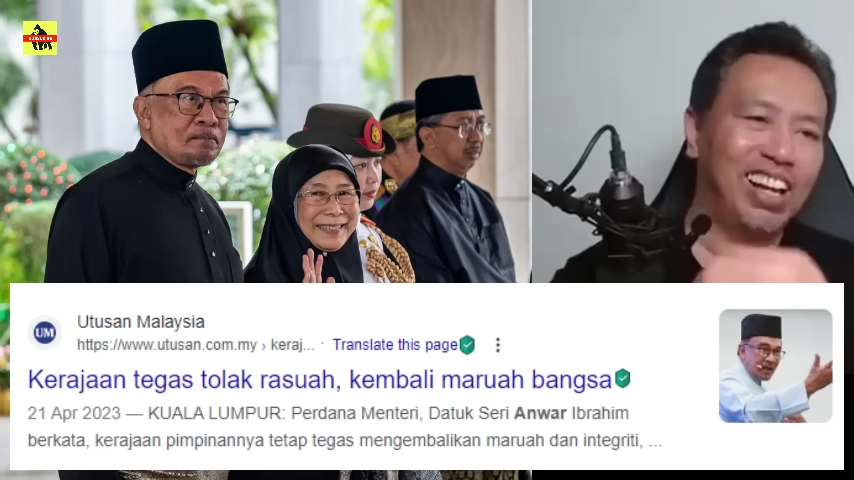 SUBSCRIBE
UM
Utusan Malaysia
https://www.utusan.com.my › keraj... · Translate this page
Kerajaan tegas tolak rasuah, kembali maruah bangsa
21 Apr 2023 — KUALA LUMPUR: Perdana Menteri, Datuk Seri Anwar Ibrahim
berkata, kerajaan pimpinannya tetap tegas mengembalikan maruah dan integriti, ...